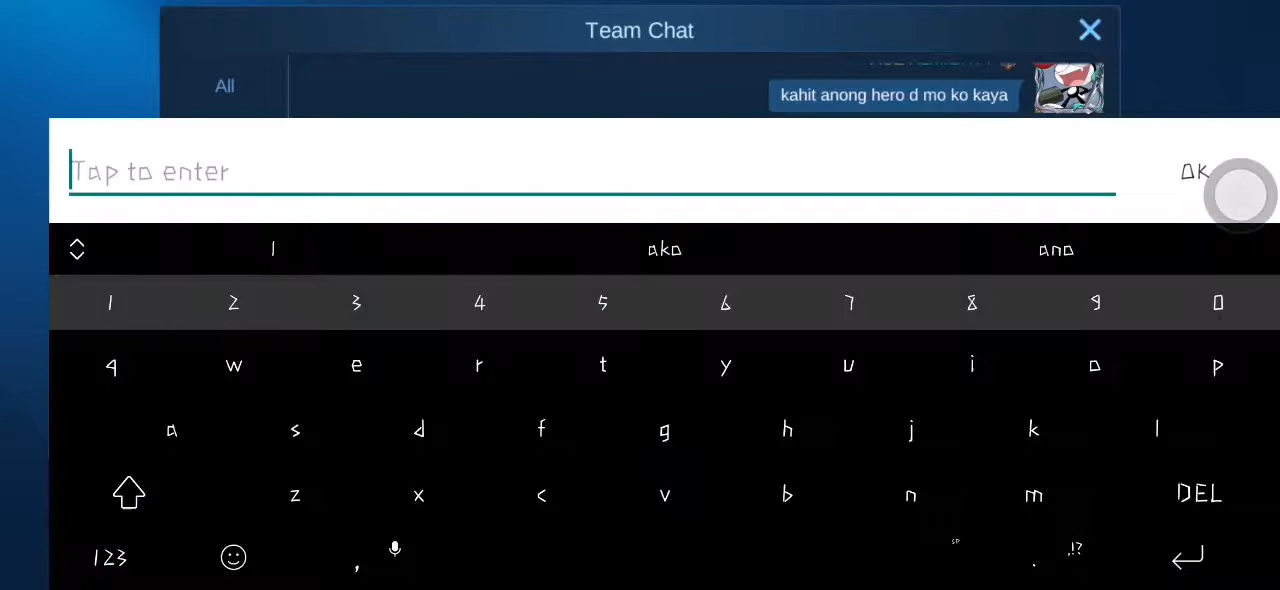 Team Chat
All
kahit anong hero d mo ko kaya
Tap to enter
OK
I ako ano
1 2 3 4 5 6 7 8 9 0
q w e r t y u i o p
a s d f g h j k l
z x c v b n m DEL
123 , . ,!?